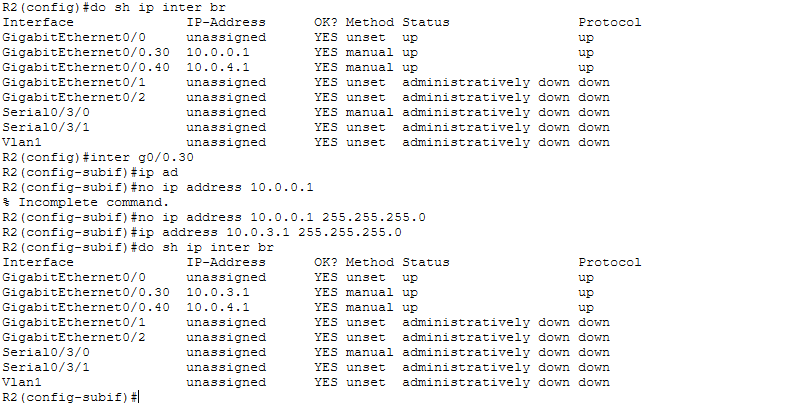 R2(config)#do sh ip inter br
Interface              IP-Address      OK? Method Status                Protocol
GigabitEthernet0/0     unassigned      YES unset  up                    up
GigabitEthernet0/0.30  10.0.0.1        YES manual up                    up
GigabitEthernet0/0.40  10.0.4.1        YES manual up                    up
GigabitEthernet0/1     unassigned      YES unset  administratively down down
GigabitEthernet0/2     unassigned      YES unset  administratively down down
Serial0/3/0            unassigned      YES manual administratively down down
Serial0/3/1            unassigned      YES unset  administratively down down
Vlan1                  unassigned      YES unset  administratively down down
R2(config)#inter g0/0.30
R2(config-subif)#ip ad
R2(config-subif)#no ip address 10.0.0.1
% Incomplete command.
R2(config-subif)#no ip address 10.0.0.1 255.255.255.0
R2(config-subif)#ip address 10.0.3.1 255.255.255.0
R2(config-subif)#do sh ip inter br
Interface              IP-Address      OK? Method Status                Protocol
GigabitEthernet0/0     unassigned      YES unset  up                    up
GigabitEthernet0/0.30  10.0.3.1        YES manual up                    up
GigabitEthernet0/0.40  10.0.4.1        YES manual up                    up
GigabitEthernet0/1     unassigned      YES unset  administratively down down
GigabitEthernet0/2     unassigned      YES unset  administratively down down
Serial0/3/0            unassigned      YES manual administratively down down
Serial0/3/1            unassigned      YES unset  administratively down down
Vlan1                  unassigned      YES unset  administratively down down
R2(config-subif)#